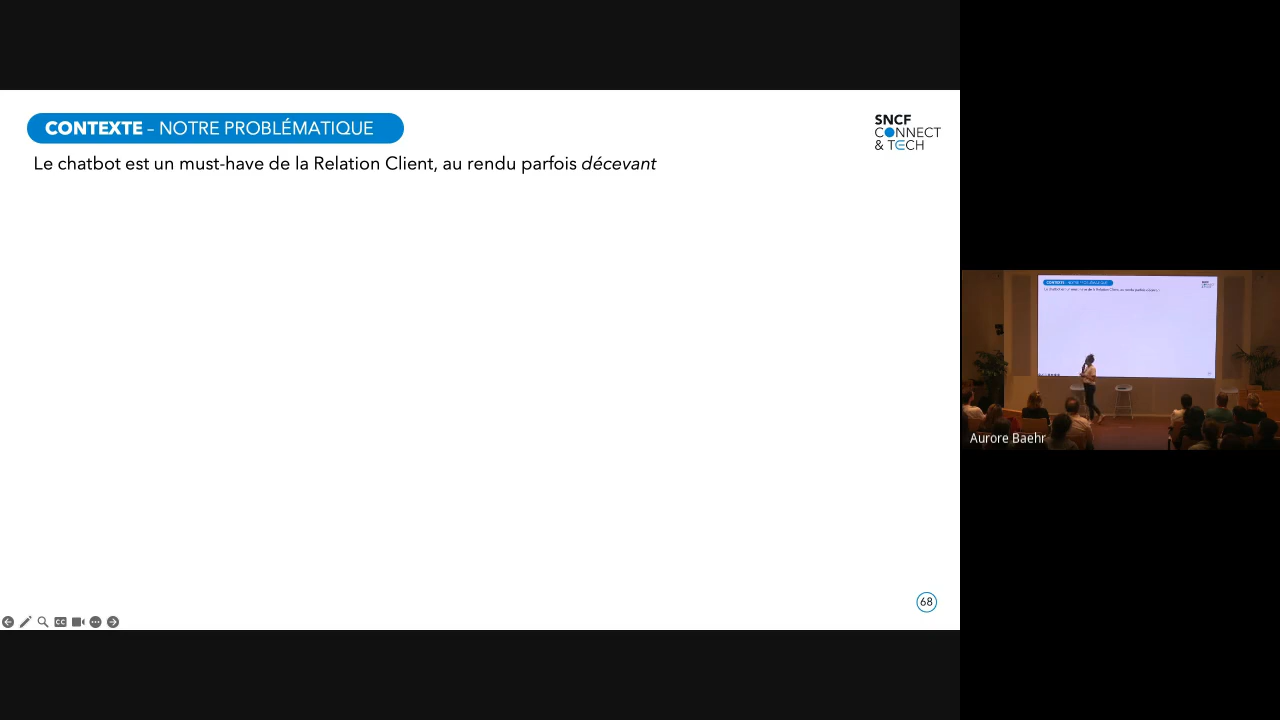 CONTEXTE – NOTRE PROBLÉMATIQUE
SNCF
CONNECT
& TECH
Le chatbot est un must-have de la Relation Client, au rendu parfois décevant
68
CC
Aurore Baehr